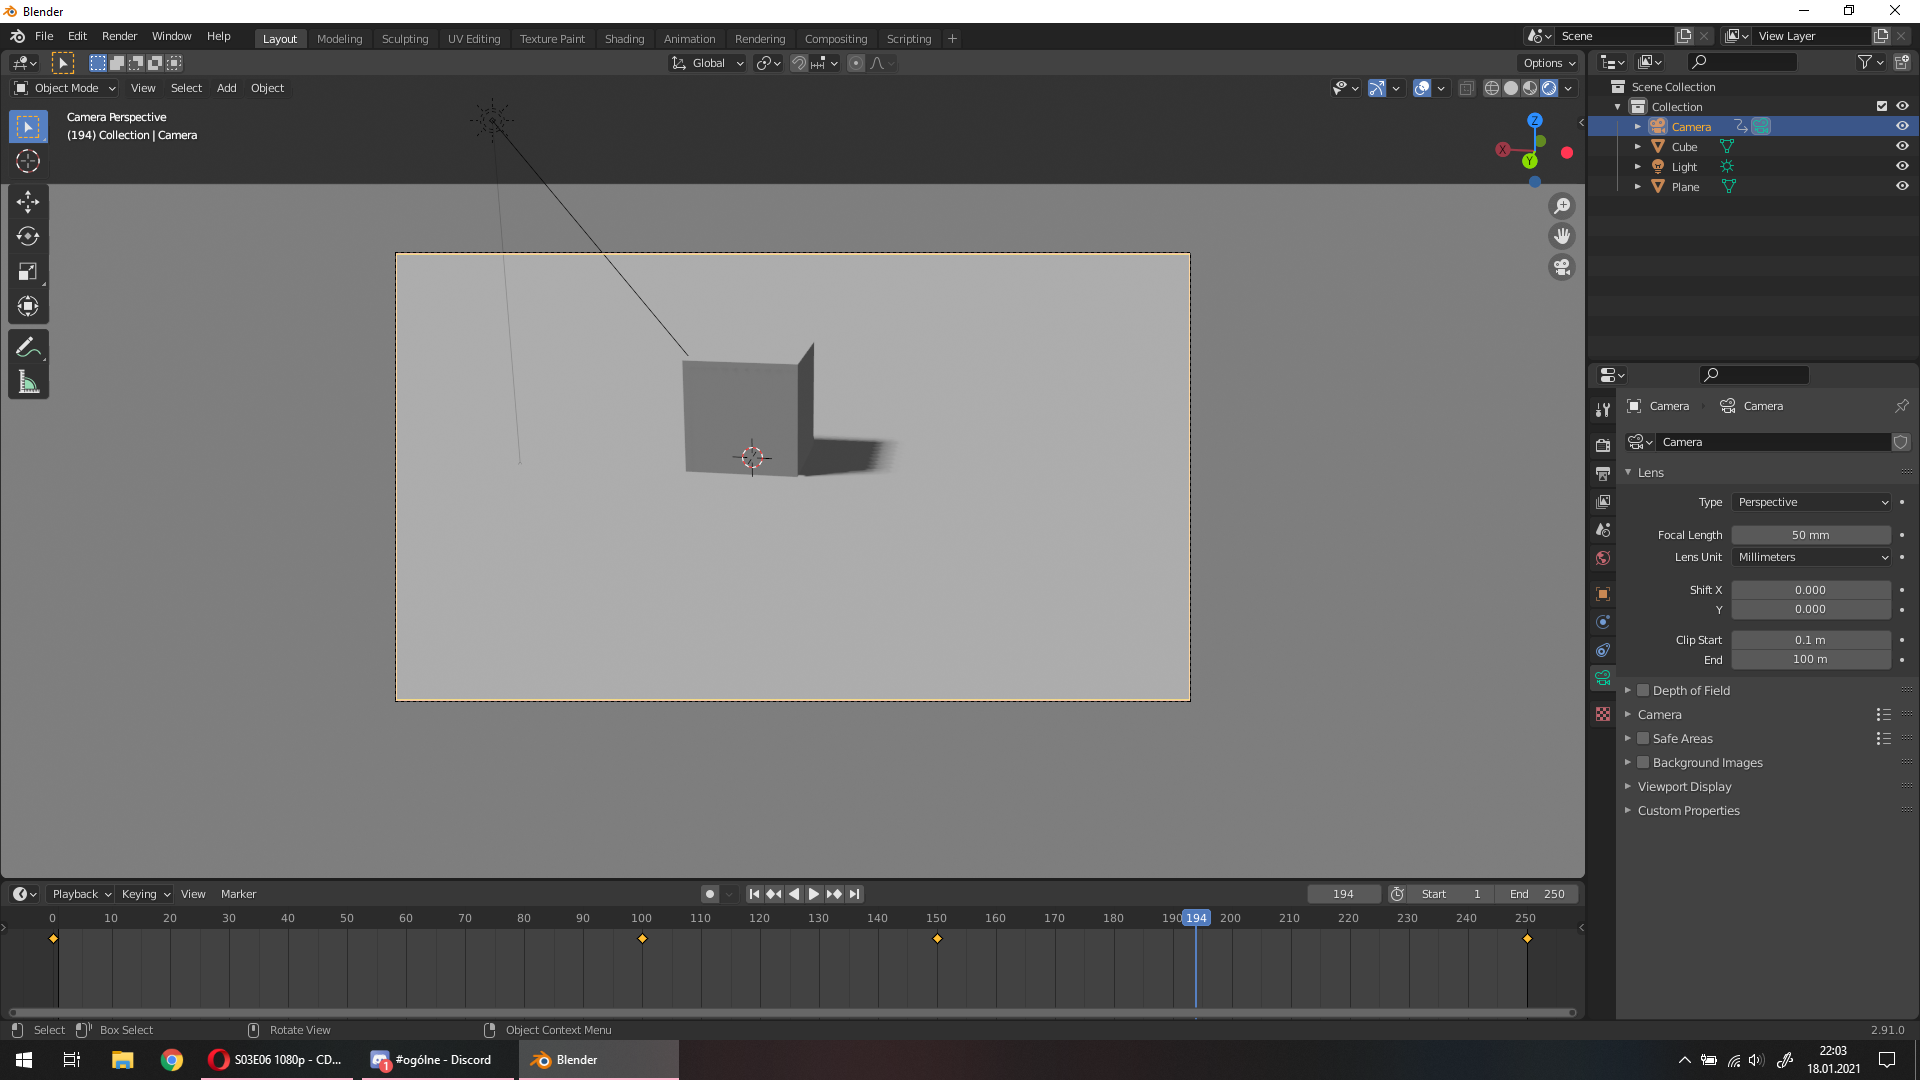 Blender
File Edit Render Window Help Layout Modeling Sculpting UV Editing Texture Paint Shading Animation Rendering Compositing Scripting + Scene View Layer
Global Options
Object Mode View Select Add Object
Camera Perspective
(194) Collection | Camera
Z
X
Y
Scene Collection
Collection
Camera
Cube
Light
Plane
Camera Camera
Camera
Lens
Type Perspective
Focal Length 50 mm
Lens Unit Millimeters
Shift X 0.000
Y 0.000
Clip Start 0.1 m
End 100 m
Depth of Field
Camera
Safe Areas
Background Images
Viewport Display
Custom Properties
Playback Keying View Marker 194 Start 1 End 250
0 10 20 30 40 50 60 70 80 90 100 110 120 130 140 150 160 170 180 190 194 200 210 220 230 240 250
Select Box Select Rotate View Object Context Menu 2.91.0
S03E06 1080p - CD... 1 #ogólne - Discord Blender
22:03
18.01.2021